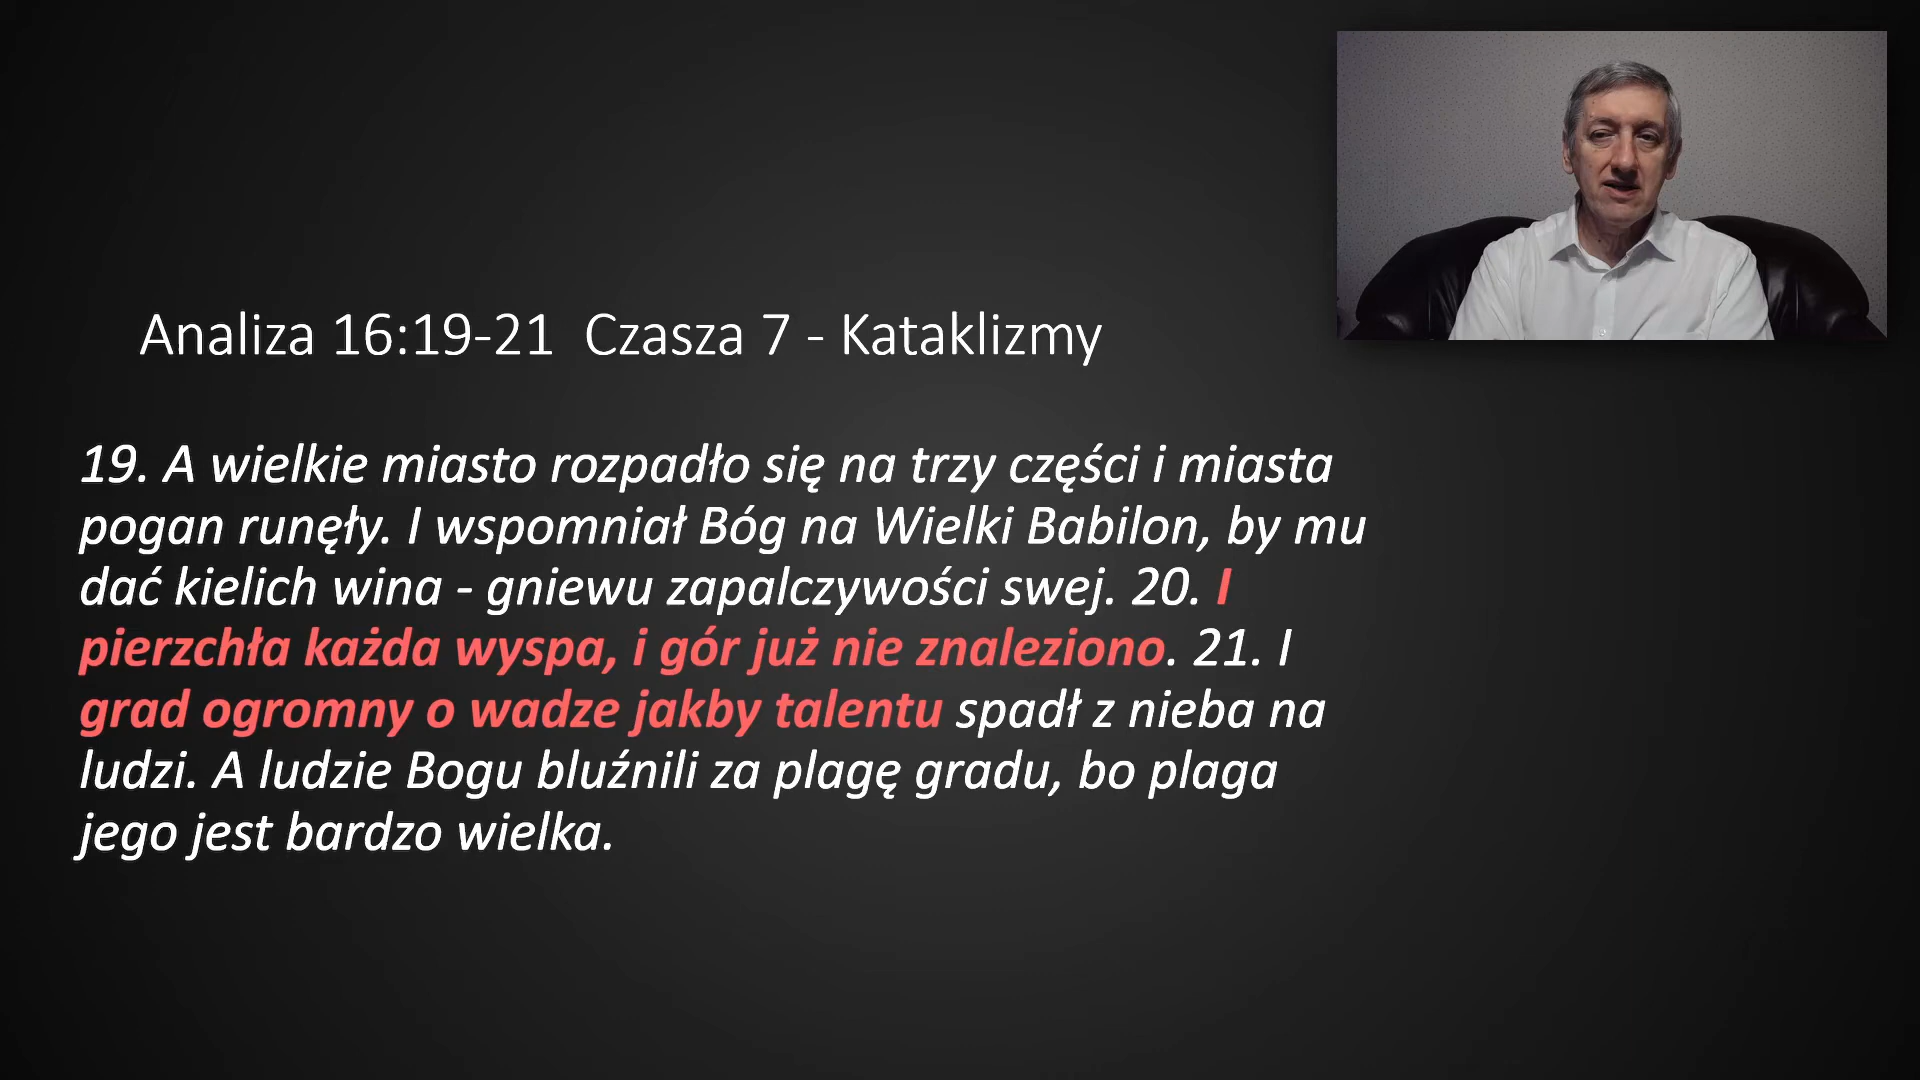 Analiza 16:19-21 Czasza 7 - Kataklizmy
19. A wielkie miasto rozpadło się na trzy części i miasta
pogan runęły. I wspomniał Bóg na Wielki Babilon, by mu
dać kielich wina - gniewu zapalczywości swej. 20. I
pierzchła każda wyspa, i gór już nie znaleziono. 21. I
grad ogromny o wadze jakby talentu spadł z nieba na
ludzi. A ludzie Bogu bluźnili za plagę gradu, bo plaga
jego jest bardzo wielka.